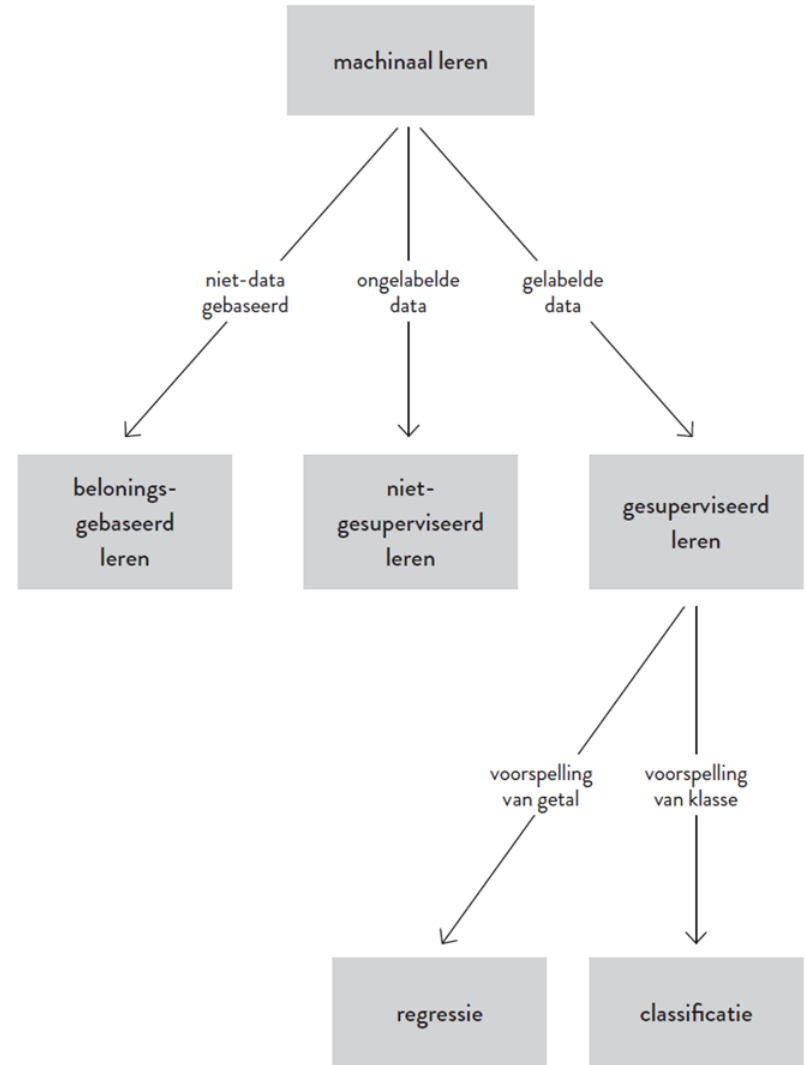 machinaal leren
niet-data
gebaseerd
ongelabelde
data
gelabelde
data
belonings-
gebaseerd
leren
niet-
gesuperviseerd
leren
gesuperviseerd
leren
voorspelling
van getal
voorspelling
van klasse
regressie
classificatie